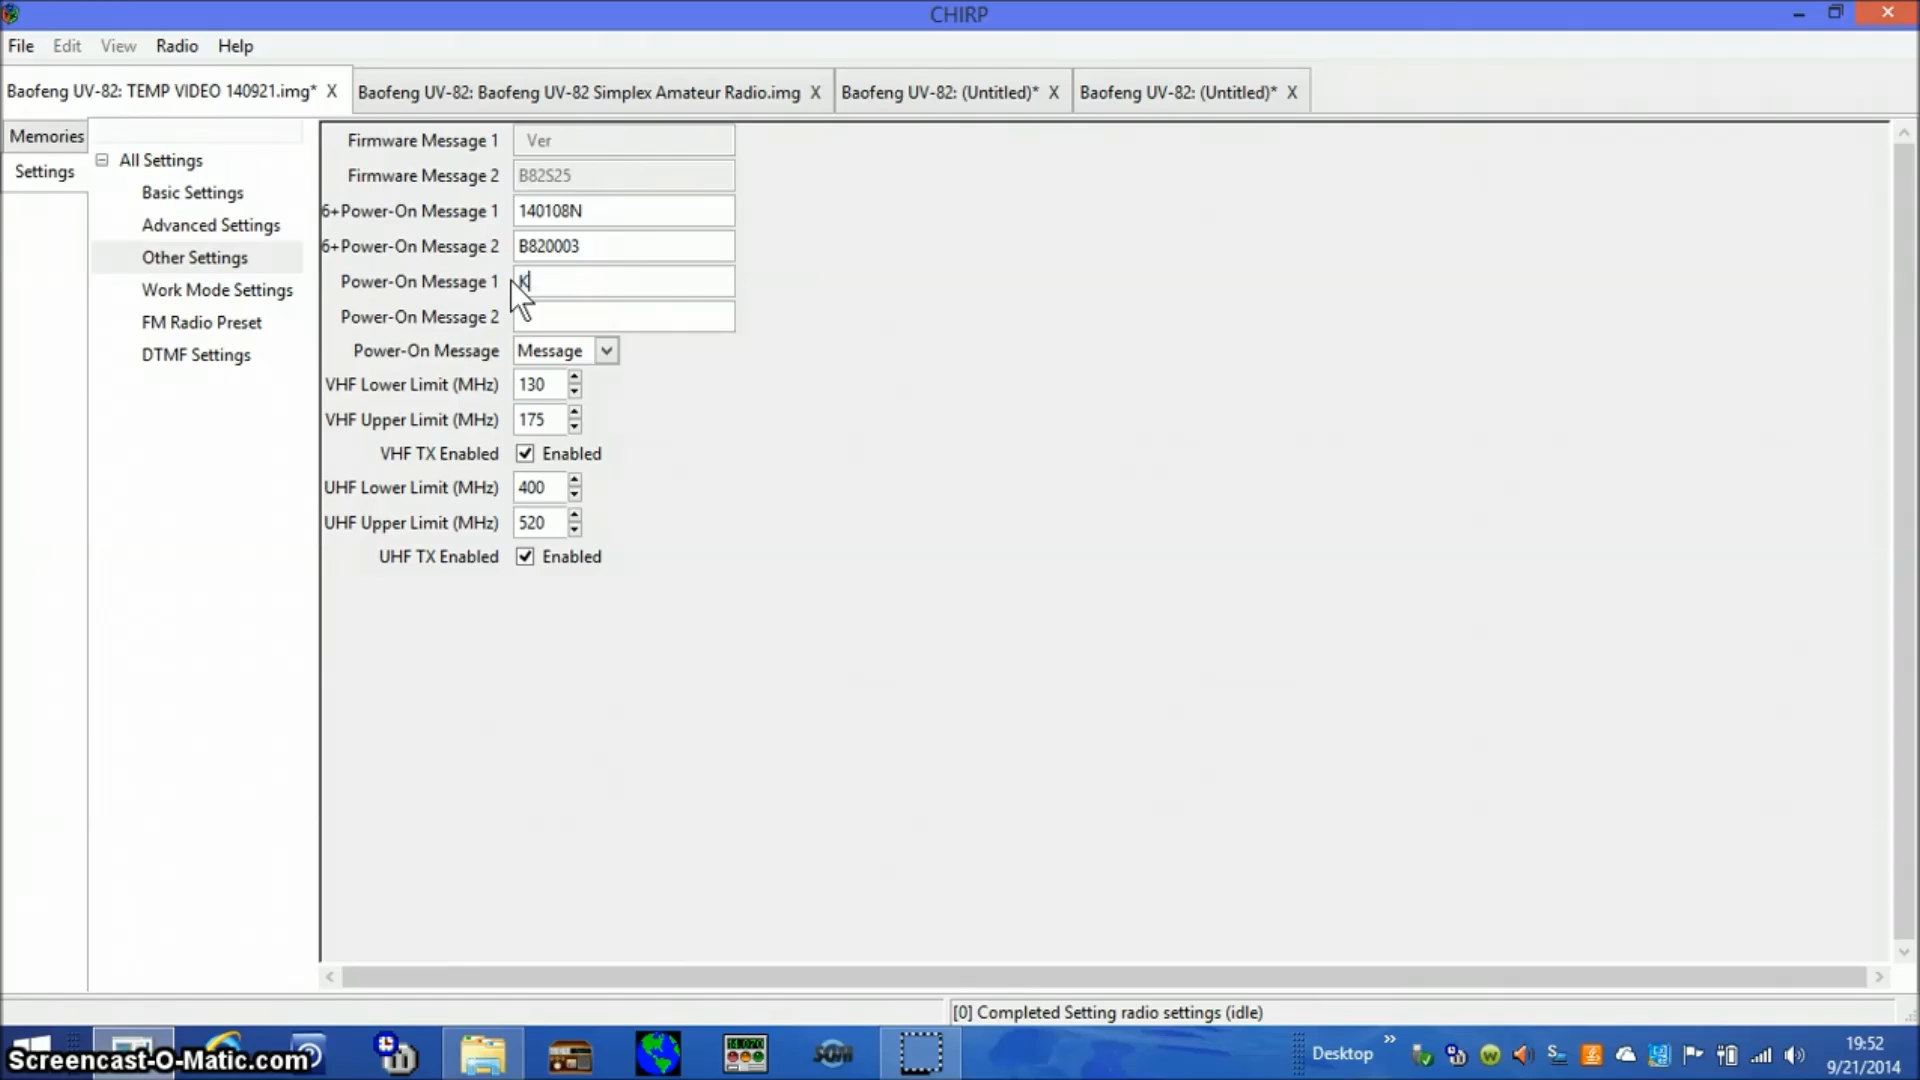 CHIRP
File Edit View Radio Help
Baofeng UV-82: TEMP VIDEO 140921.img* X Baofeng UV-82: Baofeng UV-82 Simplex Amateur Radio.img X Baofeng UV-82: (Untitled)* X Baofeng UV-82: (Untitled)* X
Memories
Settings
All Settings
Basic Settings
Advanced Settings
Other Settings
Work Mode Settings
FM Radio Preset
DTMF Settings
Firmware Message 1 Ver
Firmware Message 2 B82S25
6+Power-On Message 1 140108N
6+Power-On Message 2 B820003
Power-On Message 1 K
Power-On Message 2
Power-On Message Message
VHF Lower Limit (MHz) 130
VHF Upper Limit (MHz) 175
VHF TX Enabled Enabled
UHF Lower Limit (MHz) 400
UHF Upper Limit (MHz) 520
UHF TX Enabled Enabled
[0] Completed Setting radio settings (idle)
Screencast-O-Matic.com
14.070
SCM
Desktop
19:52
9/21/2014